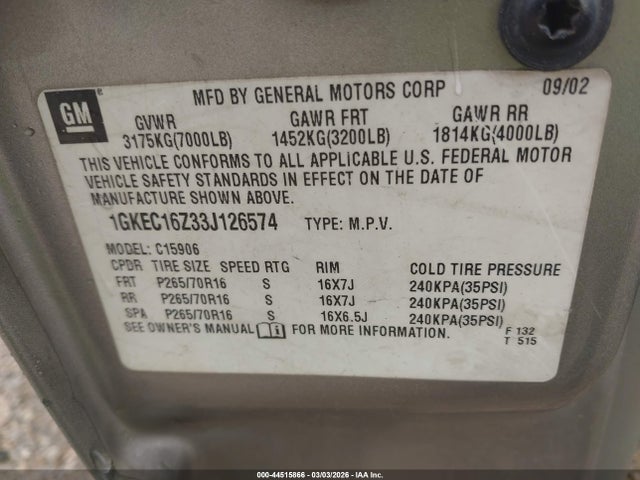 GM ®
MFD BY GENERAL MOTORS CORP 09/02
GVWR GAWR FRT GAWR RR
3175KG(7000LB) 1452KG(3200LB) 1814KG(4000LB)
THIS VEHICLE CONFORMS TO ALL APPLICABLE U.S. FEDERAL MOTOR
VEHICLE SAFETY STANDARDS IN EFFECT ON THE DATE OF
MANUFACTURE SHOWN ABOVE.
1GKEC16Z33J126574 TYPE: M.P.V.
MODEL: C15906
CPDR TIRE SIZE SPEED RTG RIM COLD TIRE PRESSURE
FRT P265/70R16 S 16X7J 240KPA(35PSI)
RR P265/70R16 S 16X7J 240KPA(35PSI)
SPA P265/70R16 S 16X6.5J 240KPA(35PSI)
SEE OWNER'S MANUAL i FOR MORE INFORMATION.
F 132
T 515
000-44515866 - 03/03/2026 - IAA Inc.